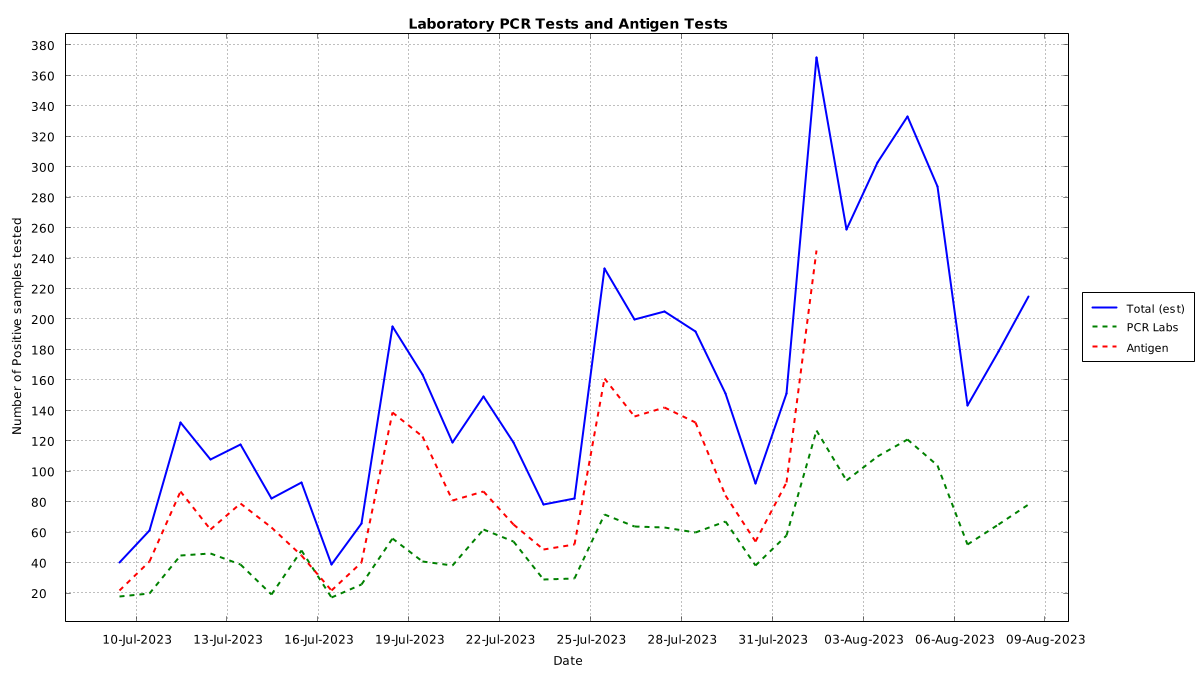 Laboratory PCR Tests and Antigen Tests
380
360
340
320
300
280
260
240
220
200
180
160
140
120
100
80
60
40
20
Number of Positive samples tested
10-Jul-2023 13-Jul-2023 16-Jul-2023 19-Jul-2023 22-Jul-2023 25-Jul-2023 28-Jul-2023 31-Jul-2023 03-Aug-2023 06-Aug-2023 09-Aug-2023
Date
Total (est)
PCR Labs
Antigen